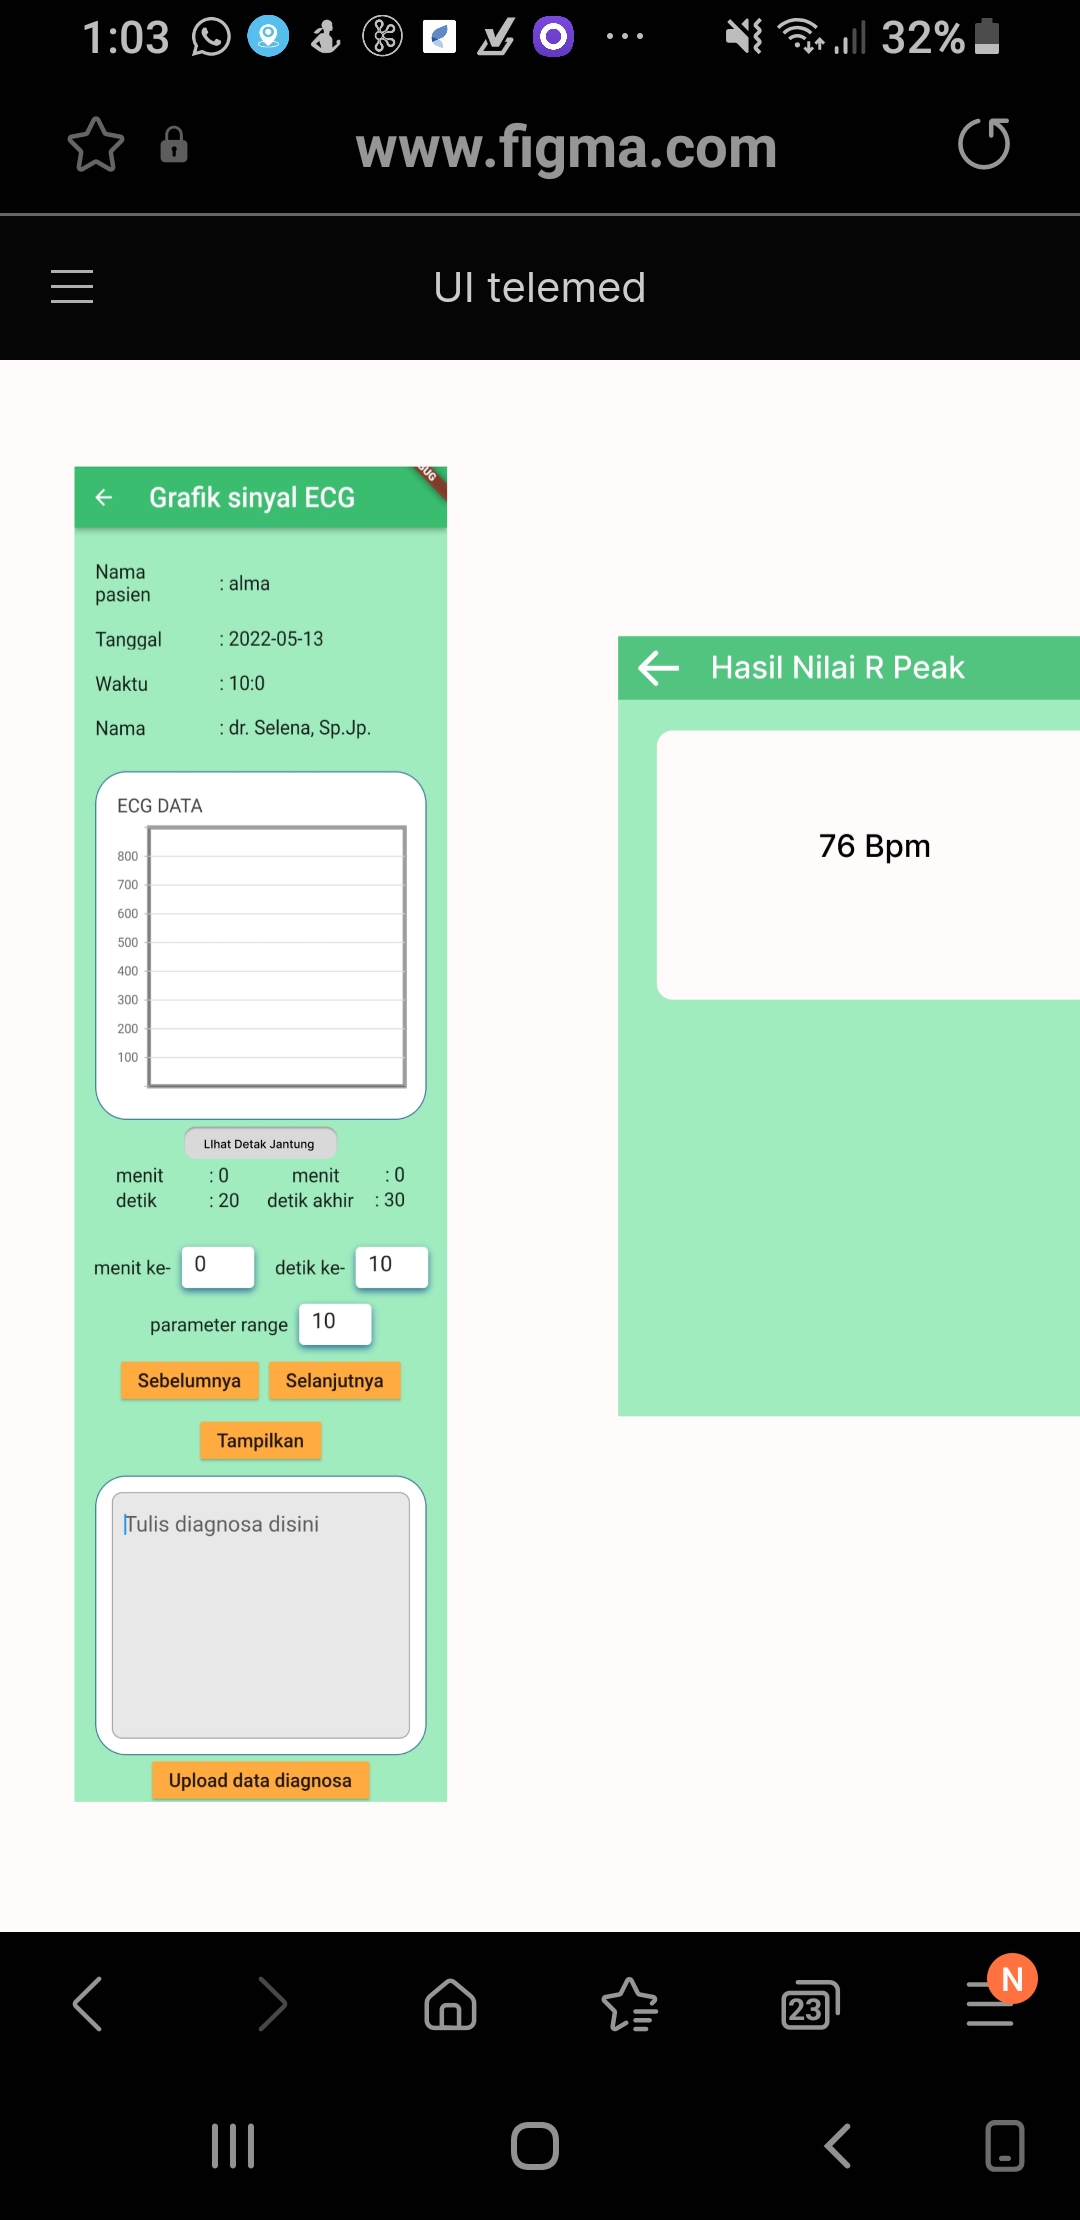 1:03
32%
www.figma.com
UI telemed
Grafik sinyal ECG
Nama pasien : alma
Tanggal : 2022-05-13
Waktu : 10:0
Nama : dr. Selena, Sp.Jp.
ECG DATA
800
700
600
500
400
300
200
100
LIhat Detak Jantung
menit : 0 menit : 0
detik : 20 detik akhir : 30
menit ke- 0 detik ke- 10
parameter range 10
Sebelumnya Selanjutnya
Tampilkan
Tulis diagnosa disini
Upload data diagnosa
Hasil Nilai R Peak
76 Bpm
23
N